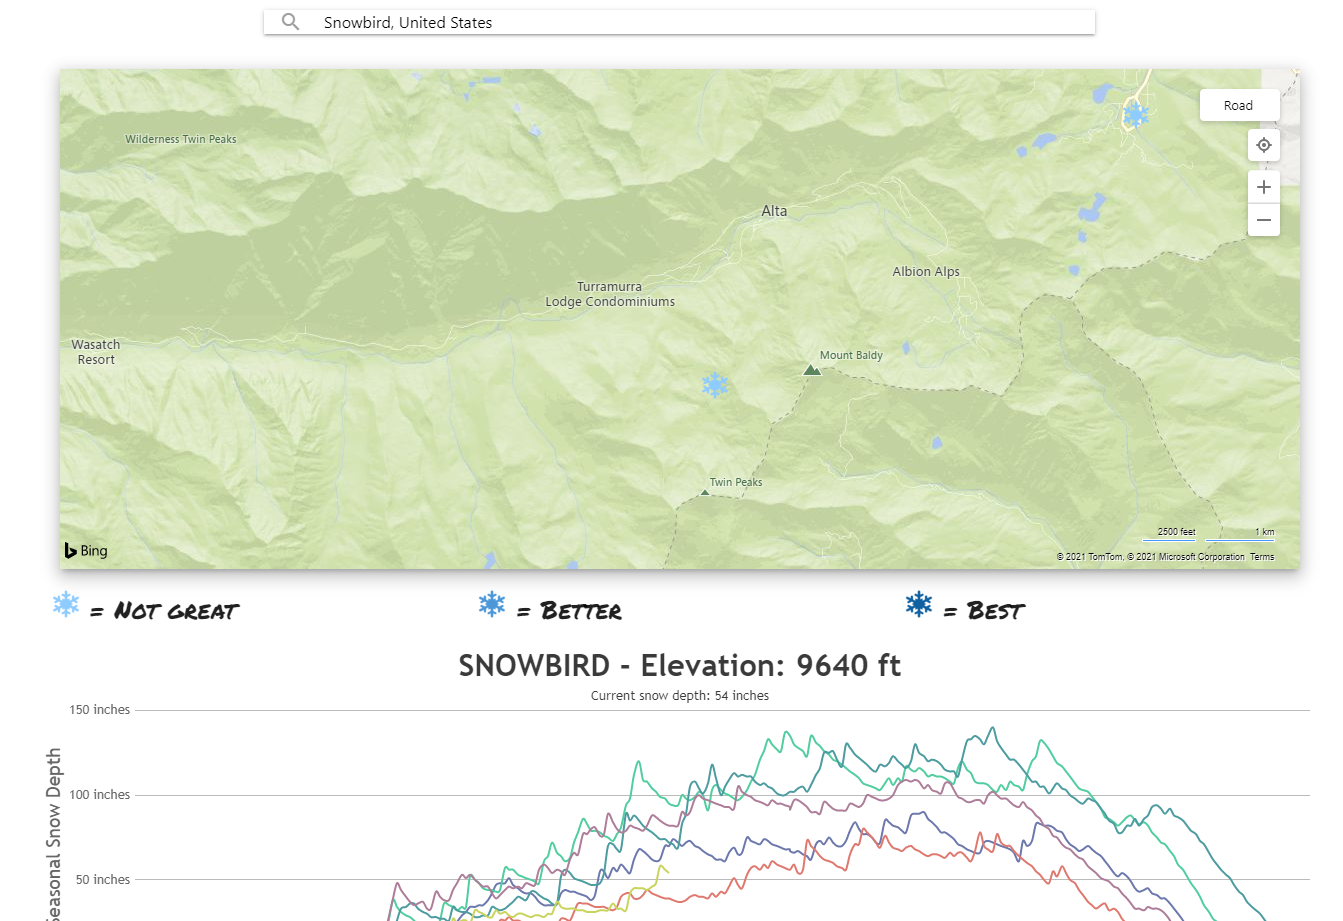 Snowbird, United States
Road
Wilderness Twin Peaks
Alta
Albion Alps
Turramurra
Lodge Condominiums
Wasatch
Resort
Mount Baldy
Twin Peaks
2500 feet 1 km
Bing
© 2021 TomTom, © 2021 Microsoft Corporation Terms
= Not great
= Better
= Best
SNOWBIRD - Elevation: 9640 ft
Current snow depth: 54 inches
150 inches
100 inches
50 inches
Seasonal Snow Depth